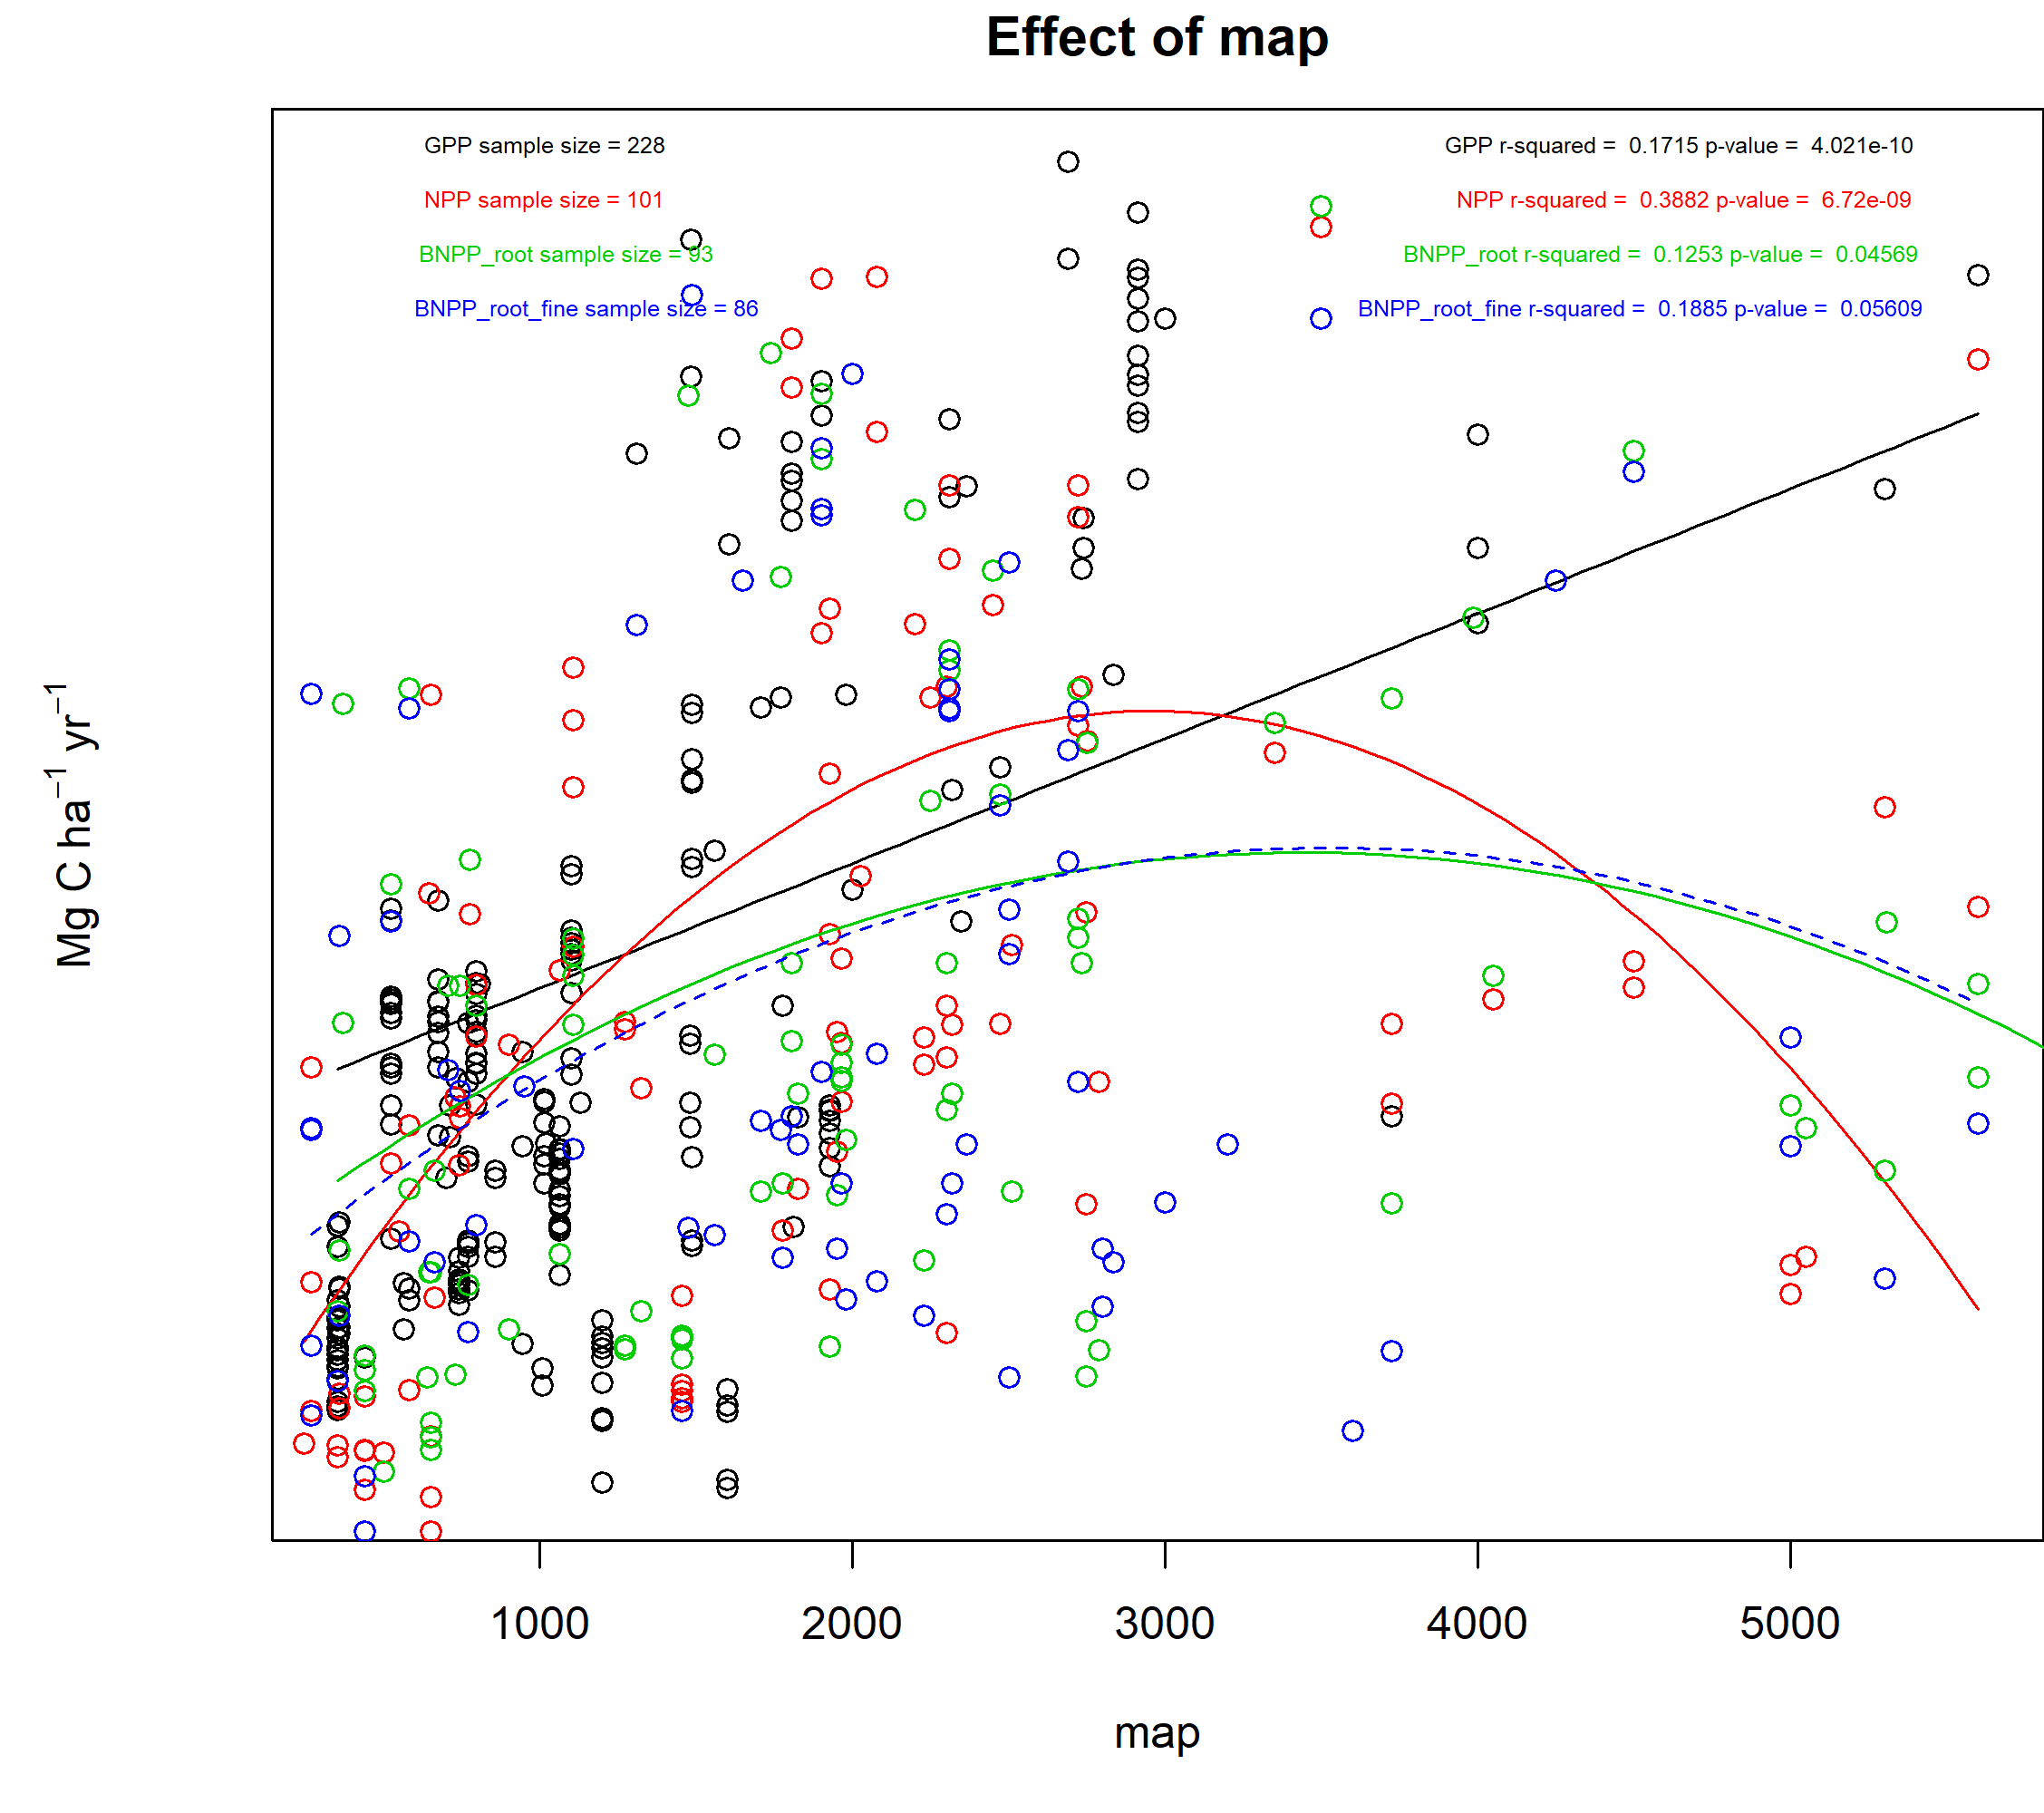 Effect of map
GPP sample size = 228
NPP sample size = 101
BNPP_root sample size = 93
BNPP_root_fine sample size = 86
GPP r-squared = 0.1715 p-value = 4.021e-10
NPP r-squared = 0.3882 p-value = 6.72e-09
BNPP_root r-squared = 0.1253 p-value = 0.04569
BNPP_root_fine r-squared = 0.1885 p-value = 0.05609
Mg C ha⁻¹ yr⁻¹
1000 2000 3000 4000 5000
map